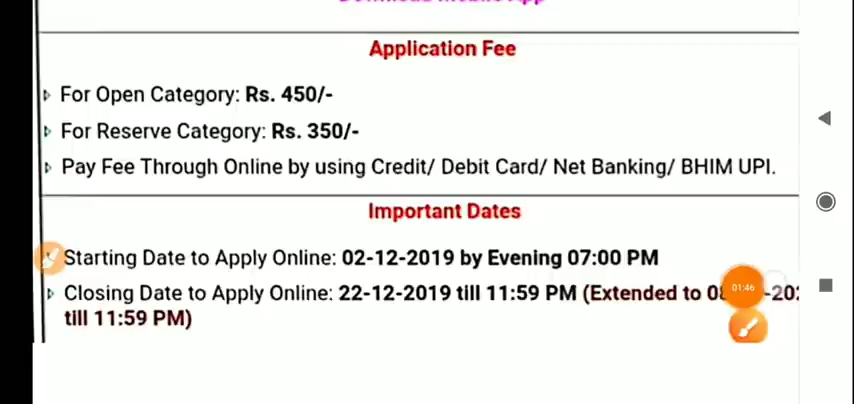 Application Fee
For Open Category: Rs. 450/-
For Reserve Category: Rs. 350/-
Pay Fee Through Online by using Credit/ Debit Card/ Net Banking/ BHIM UPI.
Important Dates
Starting Date to Apply Online: 02-12-2019 by Evening 07:00 PM
Closing Date to Apply Online: 22-12-2019 till 11:59 PM (Extended to
01:46
till 11:59 PM)